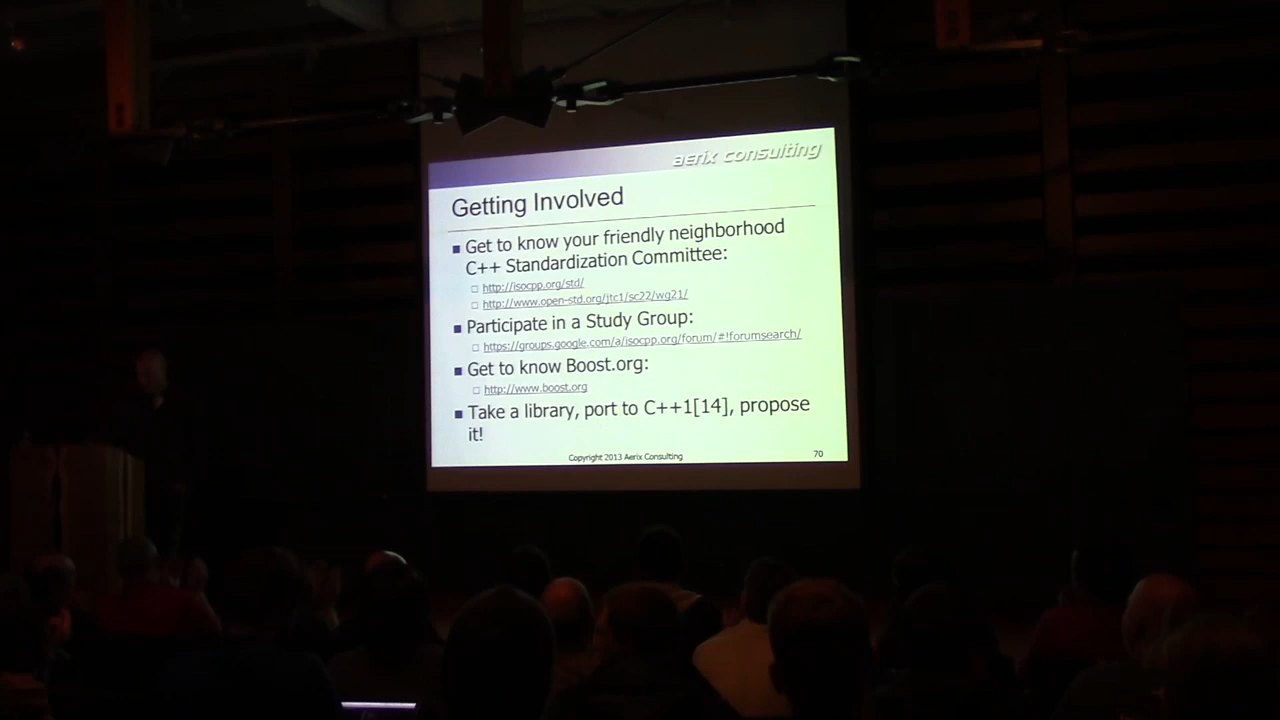 aerix consulting
Getting Involved
Get to know your friendly neighborhood
C++ Standardization Committee:
http://isocpp.org/std/
http://www.open-std.org/jtc1/sc22/wg21/
Participate in a Study Group:
https://groups.google.com/a/isocpp.org/forum/#!forumsearch/
Get to know Boost.org:
http://www.boost.org
Take a library, port to C++1[14], propose
it!
Copyright 2013 Aerix Consulting
70